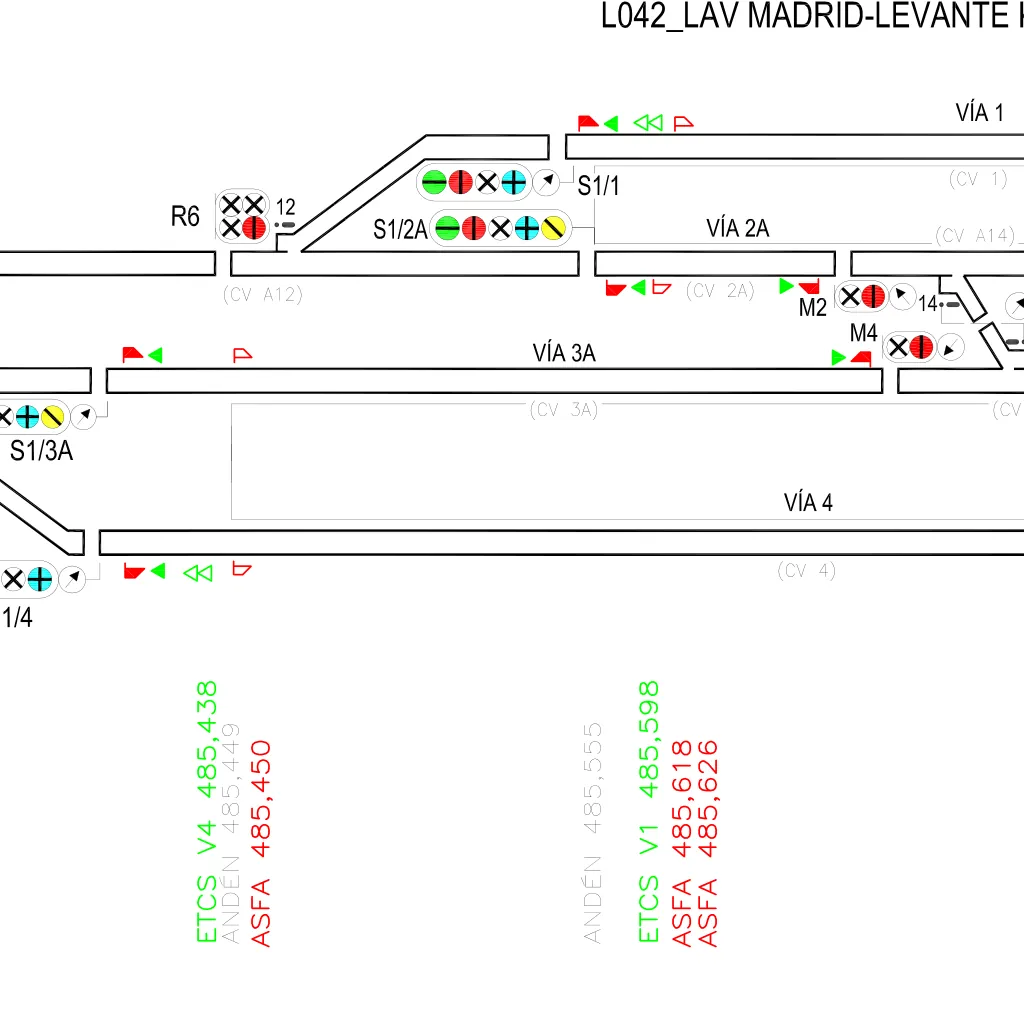 L042_LAV MADRID-LEVANTE
VÍA 1
(CV 1)
S1/1
R6
12
S1/2A
VÍA 2A
(CV A14)
(CV A12)
(CV 2A)
M2
14
M4
VÍA 3A
(CV 3A)
(CV
S1/3A
VÍA 4
(CV 4)
1/4
ETCS V4 485,438
ANDÉN 485,449
ASFA 485,450
ANDÉN 485,555
ETCS V1 485,598
ASFA 485,618
ASFA 485,626